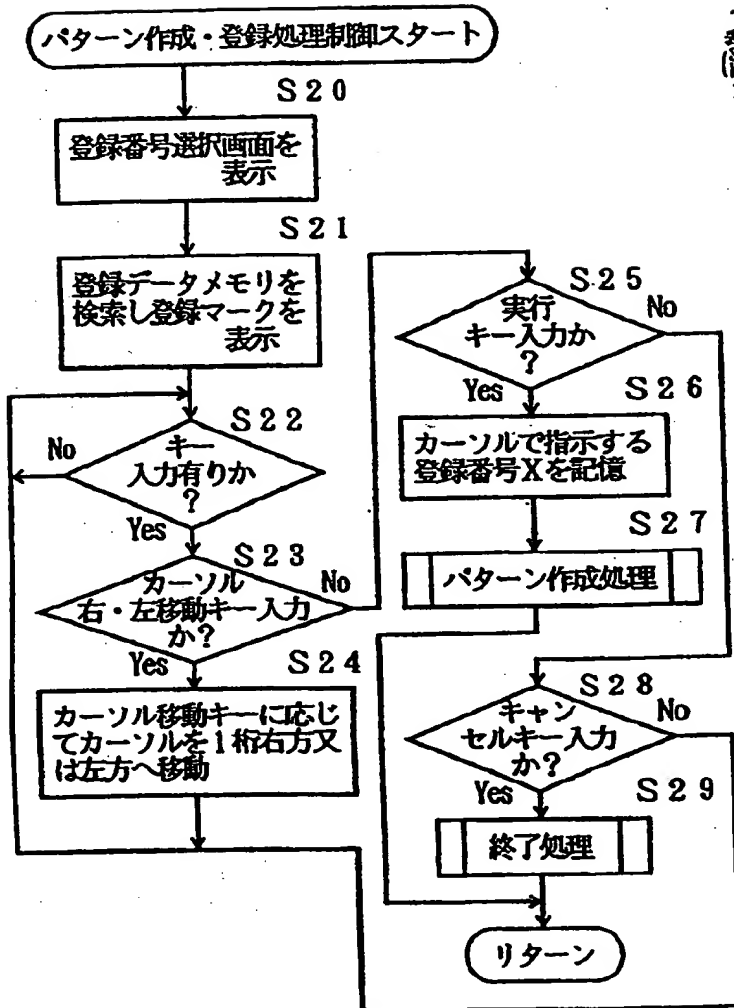 パターン作成・登録処理制御スタート
S20
登録番号選択画面を
表示
S21
登録データメモリを
検索し登録マークを
表示
S22
No
キー
入力有りか
?
Yes
S23
カーソル
右・左移動キー入力
か?
No
Yes
S24
カーソル移動キーに応じ
てカーソルを1桁右方又
は左方へ移動
S25
実行
キー入力か
?
No
Yes
S26
カーソルで指示する
登録番号Xを記憶
S27
パターン作成処理
S28
キャン
セルキー入力
か?
No
Yes
S29
終了処理
リターン